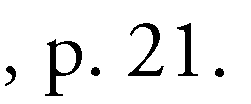 , p. 21.